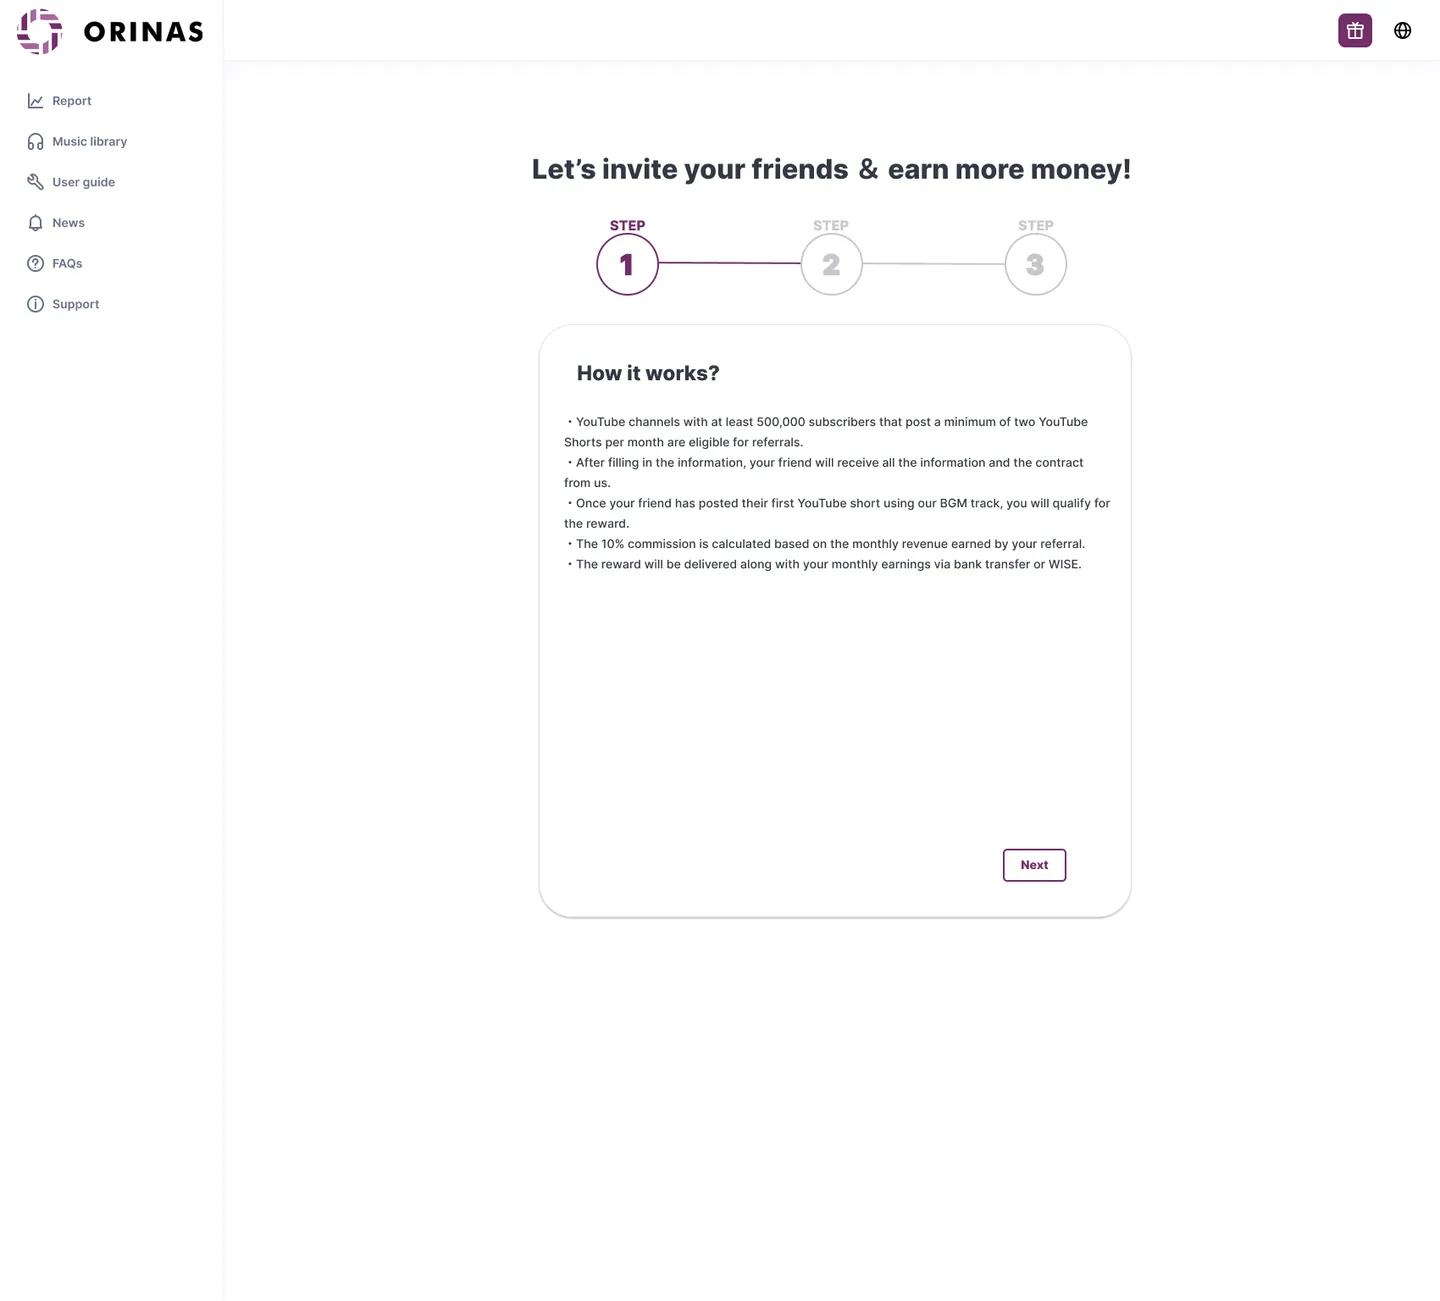 ORINAS
Report
Music library
User guide
News
FAQs
Support
Let’s invite your friends & earn more money!
STEP
1
STEP
2
STEP
3
How it works?
・YouTube channels with at least 500,000 subscribers that post a minimum of two YouTube
Shorts per month are eligible for referrals.
・After filling in the information, your friend will receive all the information and the contract
from us.
・Once your friend has posted their first YouTube short using our BGM track, you will qualify for
the reward.
・The 10% commission is calculated based on the monthly revenue earned by your referral.
・The reward will be delivered along with your monthly earnings via bank transfer or WISE.
Next